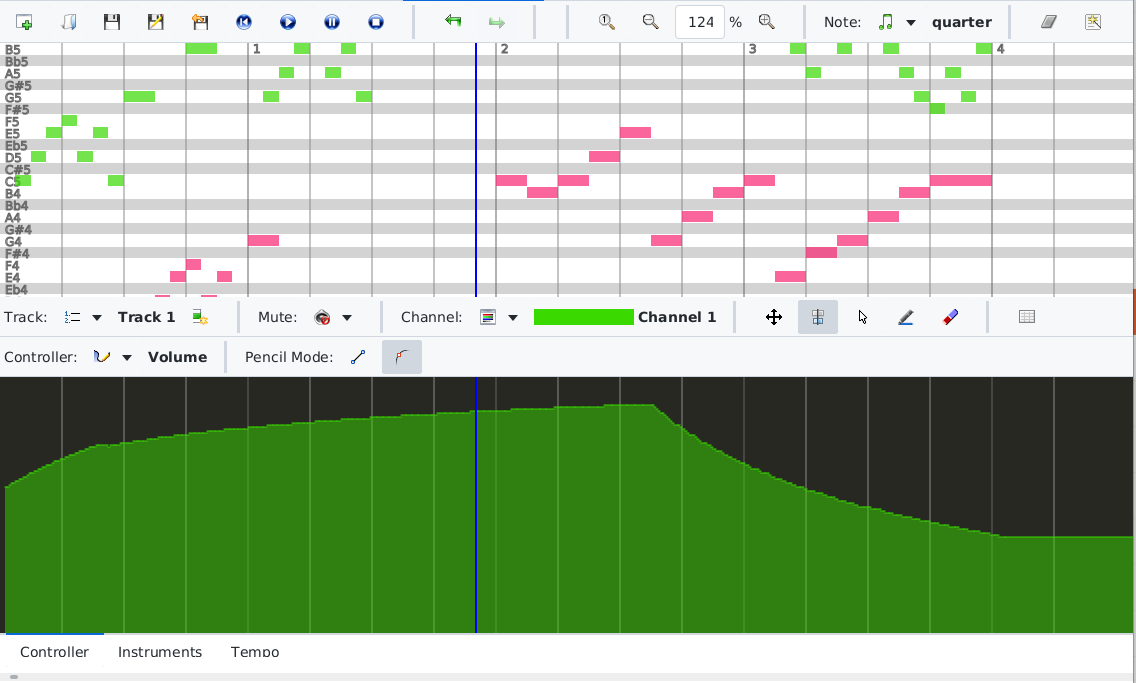 124 % Note: quarter
1 2 3 4
B5
Bb5
A5
G#5
G5
F#5
F5
E5
Eb5
D5
C#5
C5
B4
Bb4
A4
G#4
G4
F#4
F4
E4
Eb4
Track: Track 1 Mute: Channel: Channel 1
Controller: Volume Pencil Mode:
Controller Instruments Tempo